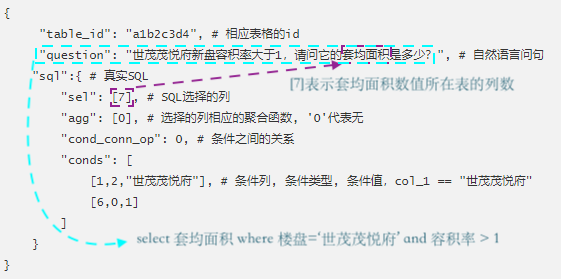 {
"table_id": "a1b2c3d4", # 相应表格的id
"question": "世茂茂悦府新盘容积率大于1, 请问它的套均面积是多少?", # 自然语言问句
"sql":{ # 真实SQL
"sel": [7], # SQL选择的列
[7]表示套均面积数值所在表的列数
"agg": [0], # 选择的列相应的聚合函数, '0'代表无
"cond_conn_op": 0, # 条件之间的关系
"conds": [
[1,2,"世茂茂悦府"], # 条件列, 条件类型, 条件值, col_1 == "世茂茂悦府"
[6,0,1]
]
}
select 套均面积 where 楼盘=‘世茂茂悦府’ and 容积率 > 1
}